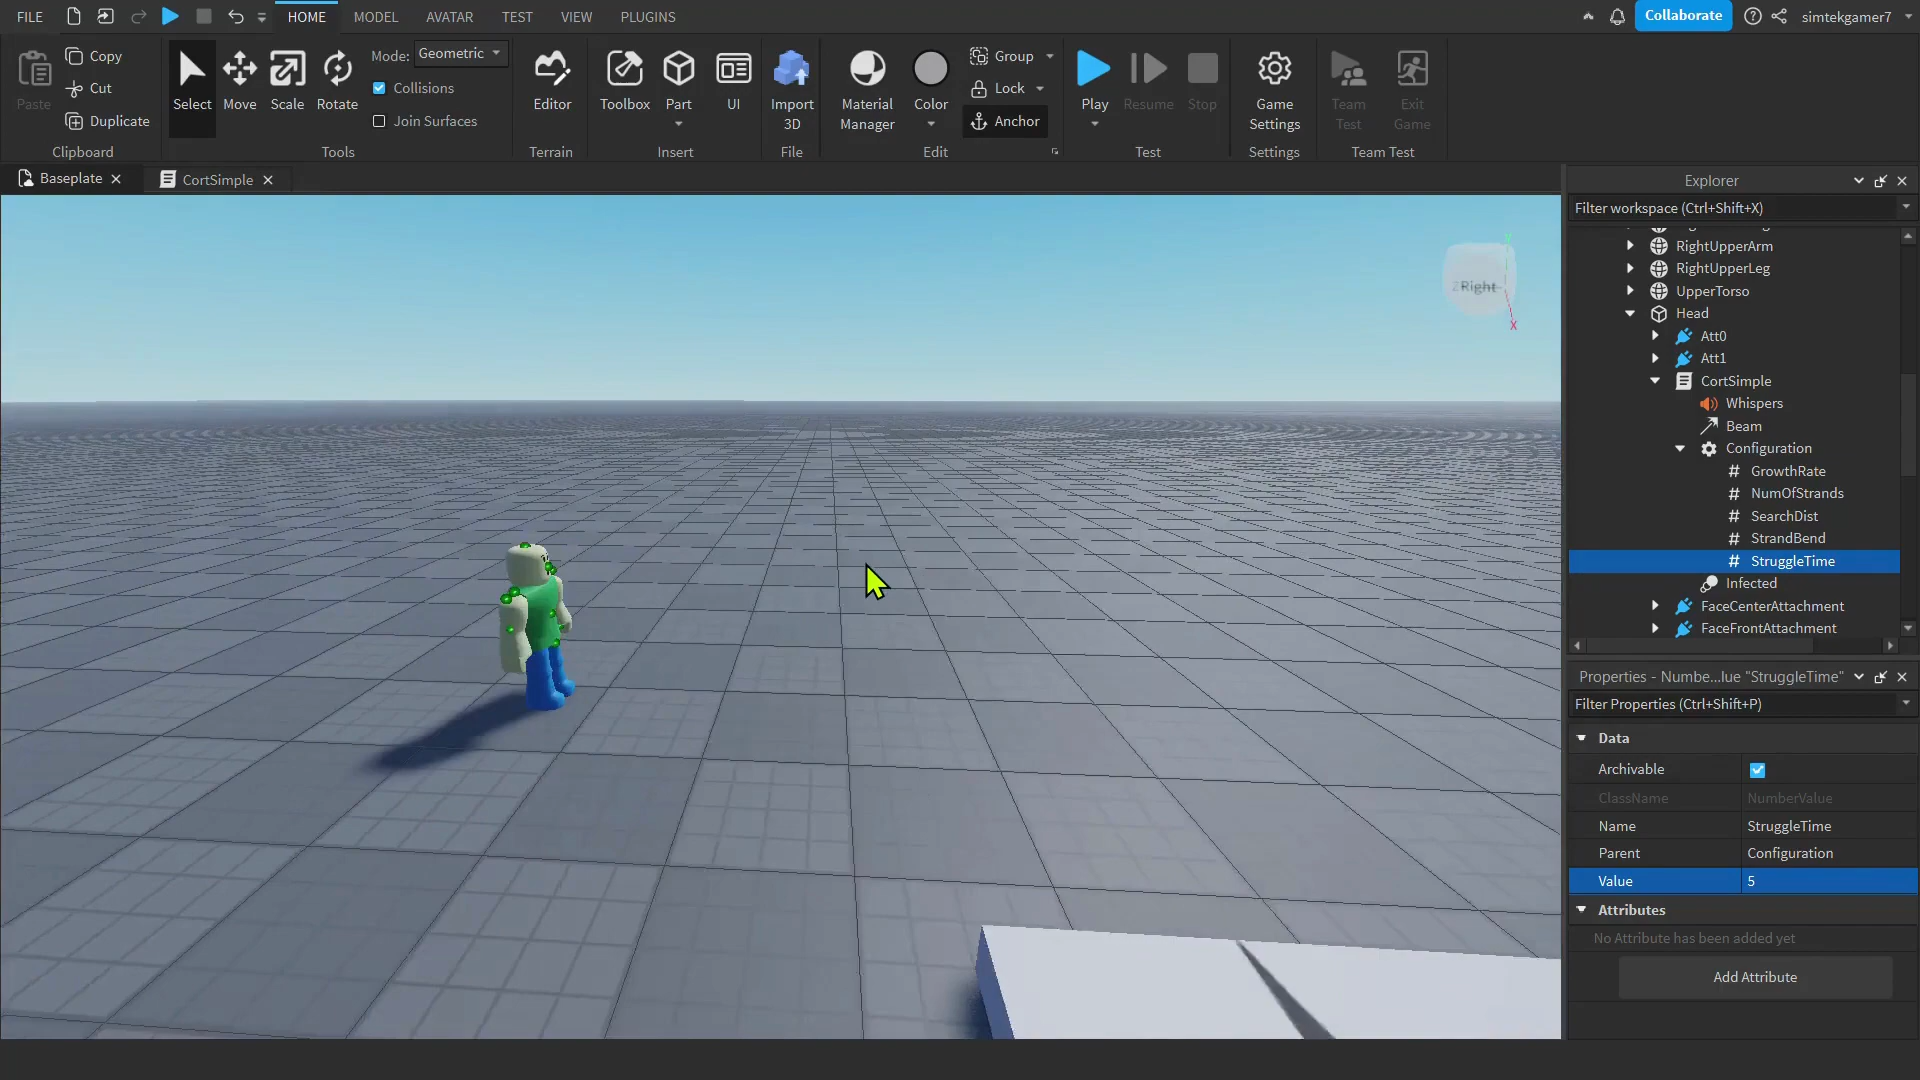 FILE HOME MODEL AVATAR TEST VIEW PLUGINS Collaborate simtekgamer7
Paste Copy Cut Duplicate Clipboard
Select Move Scale Rotate Mode: Geometric Collisions Join Surfaces Tools
Editor Terrain
Toolbox Part UI Insert
Import 3D File
Material Manager Color Group Lock Anchor Edit
Play Resume Stop Test
Game Settings Settings
Team Test Exit Game Team Test
Baseplate CortSimple
Right
X
Explorer
Filter workspace (Ctrl+Shift+X)
RightUpperArm
RightUpperLeg
UpperTorso
Head
Att0
Att1
CortSimple
Whispers
Beam
Configuration
# GrowthRate
# NumOfStrands
# SearchDist
# StrandBend
# StruggleTime
Infected
FaceCenterAttachment
FaceFrontAttachment
Properties - Numbe...lue "StruggleTime"
Filter Properties (Ctrl+Shift+P)
Data
Archivable
ClassName NumberValue
Name StruggleTime
Parent Configuration
Value 5
Attributes
No Attribute has been added yet
Add Attribute